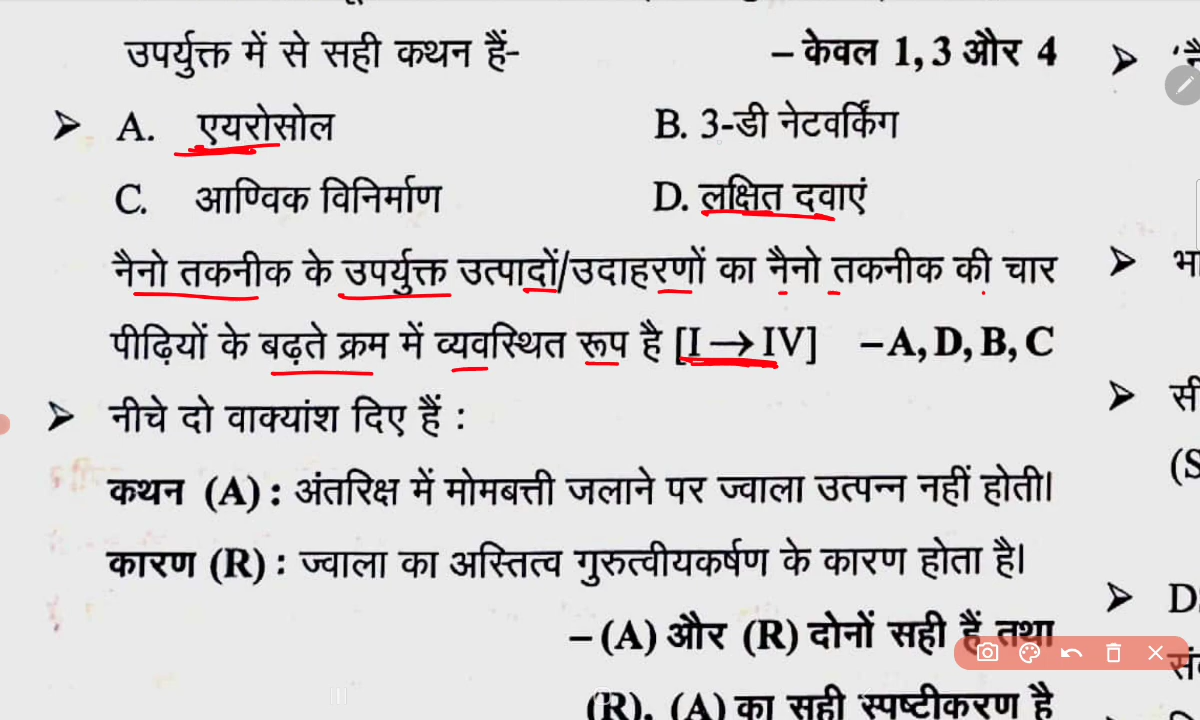 उपर्युक्त में से सही कथन हैं- – केवल 1, 3 और 4
➤ A. एयरोसोल B. 3-डी नेटवर्किंग
C. आण्विक विनिर्माण D. लक्षित दवाएं
नैनो तकनीक के उपर्युक्त उत्पादों/उदाहरणों का नैनो तकनीक की चार
पीढ़ियों के बढ़ते क्रम में व्यवस्थित रूप है [I → IV] –A, D, B, C
➤ नीचे दो वाक्यांश दिए हैं :
कथन (A) : अंतरिक्ष में मोमबत्ती जलाने पर ज्वाला उत्पन्न नहीं होती।
कारण (R) : ज्वाला का अस्तित्व गुरुत्वीयकर्षण के कारण होता है।
– (A) और (R) दोनों सही हैं तथा
(R), (A) का सही स्पष्टीकरण है